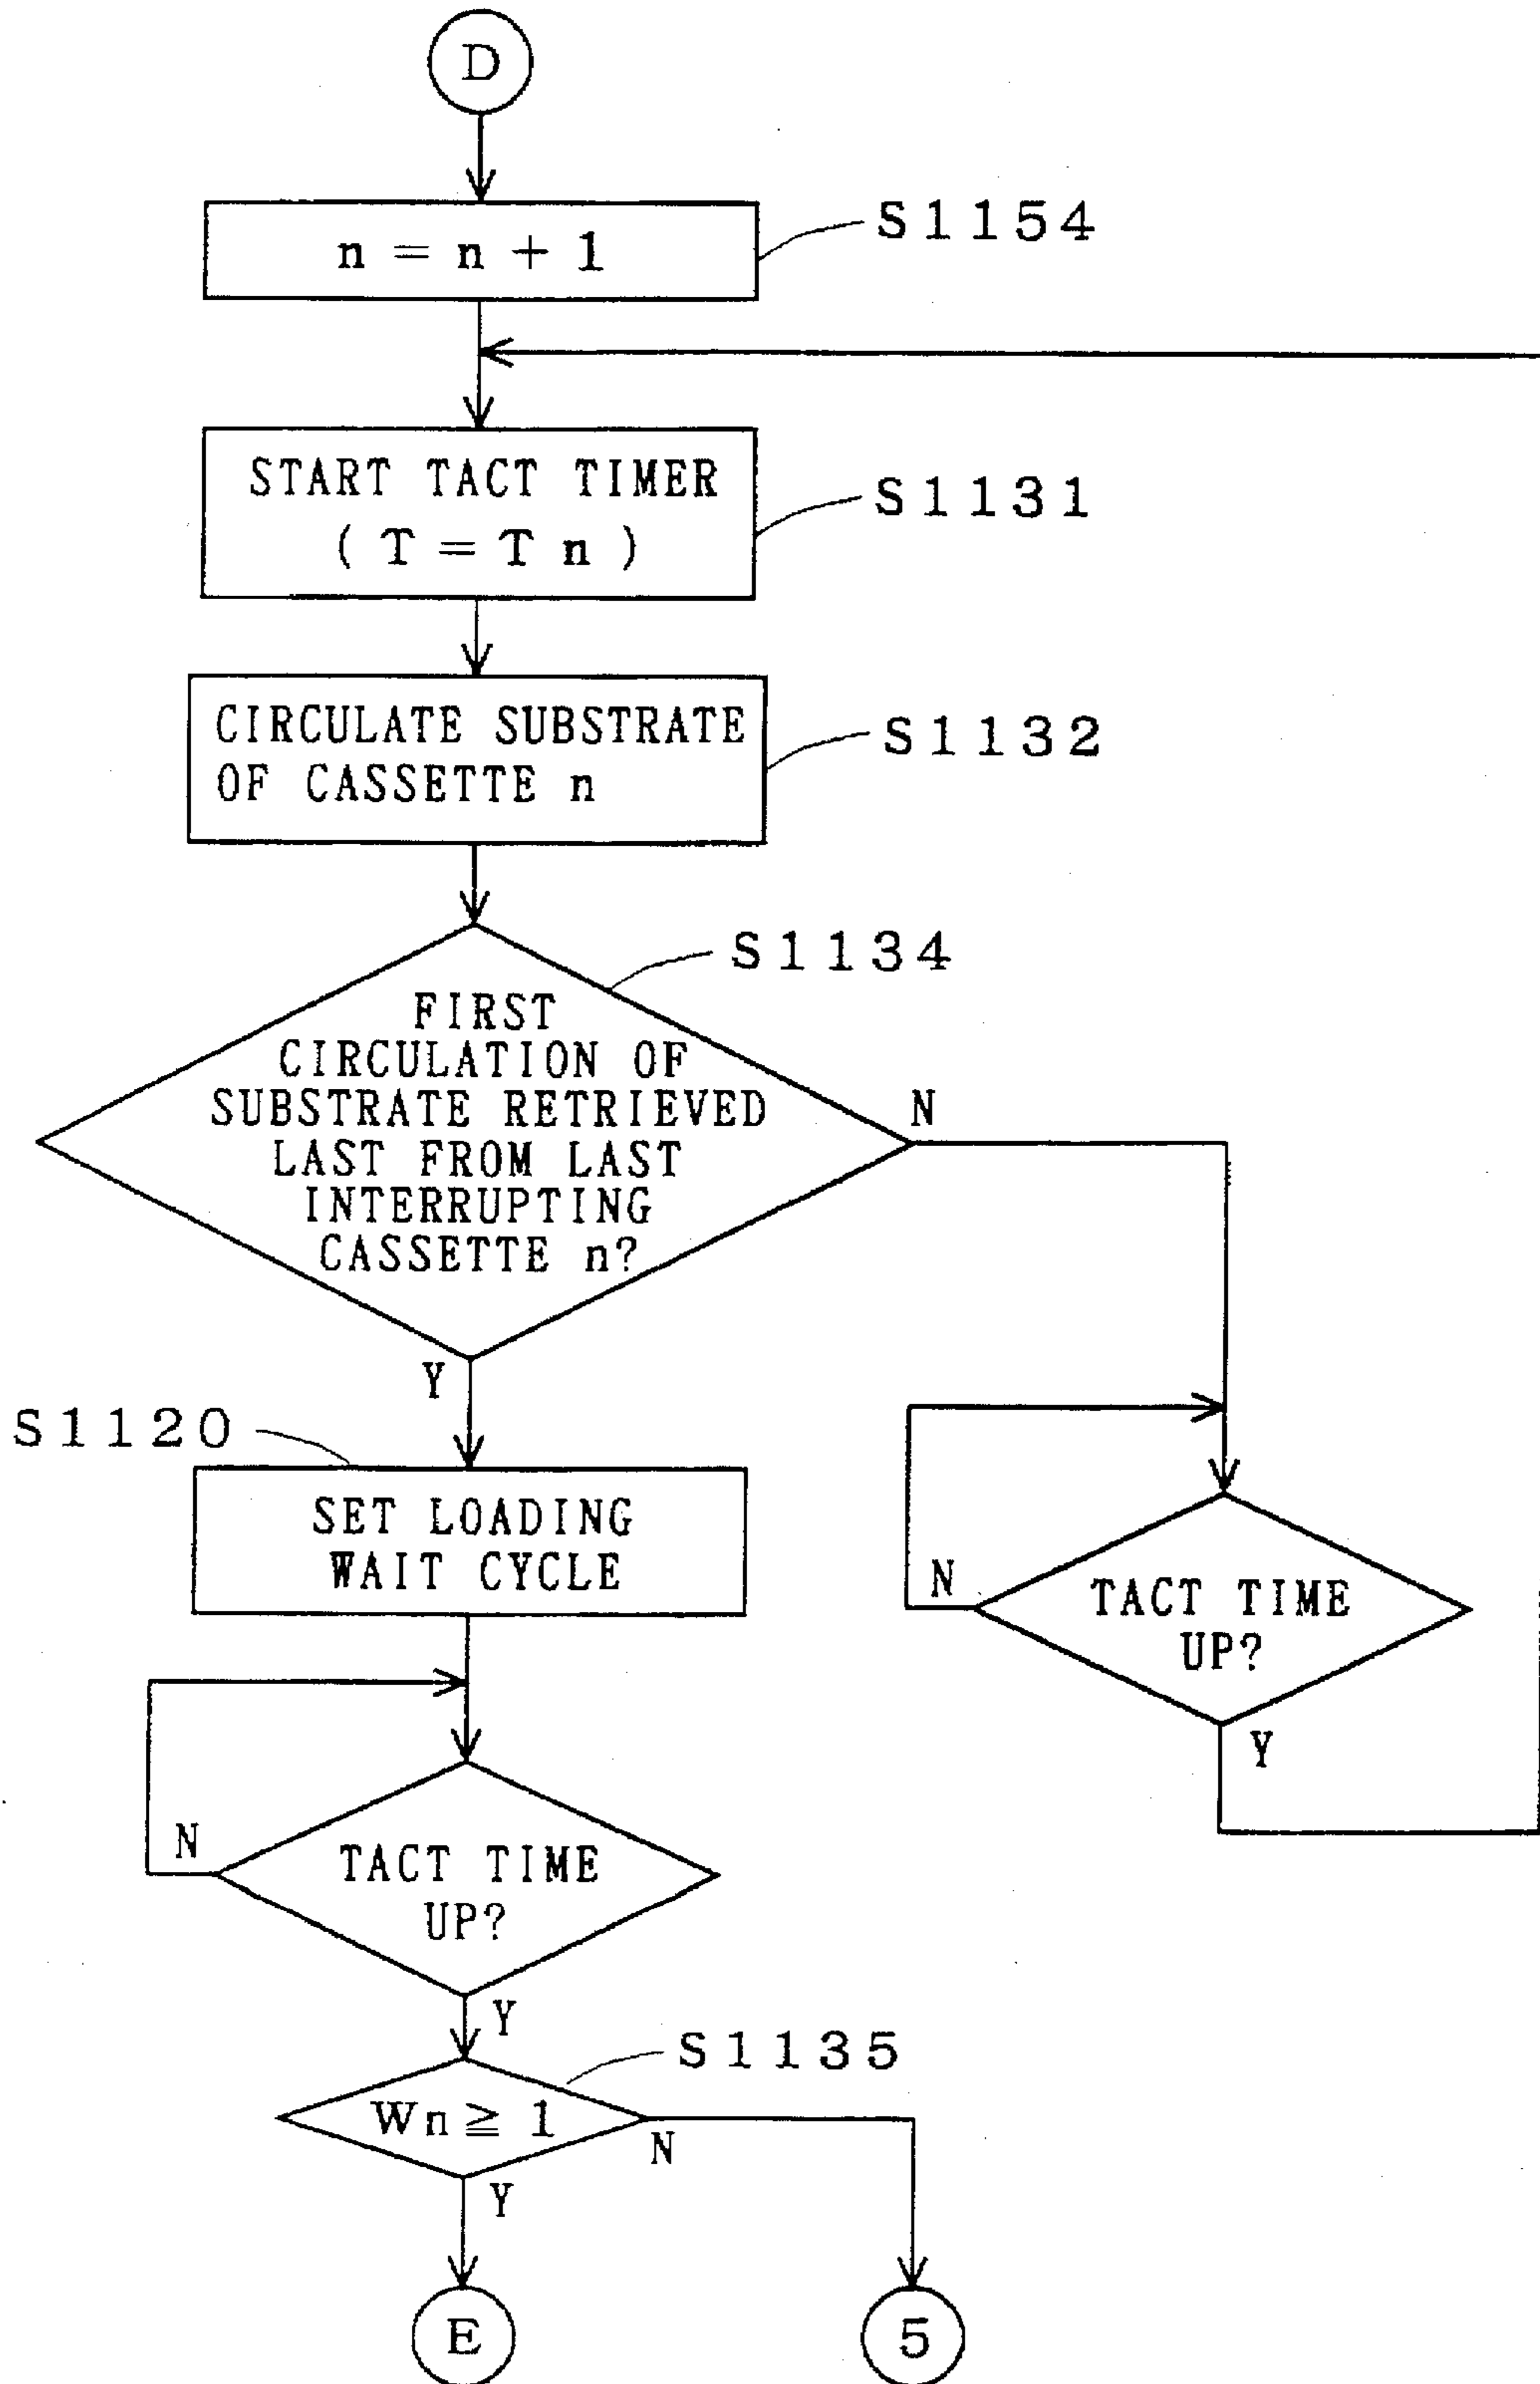 D
n = n + 1
S1154
START TACT TIMER
( T = T n )
S1131
CIRCULATE SUBSTRATE
OF CASSETTE n
S1132
S1134
FIRST
CIRCULATION OF
SUBSTRATE RETRIEVED
LAST FROM LAST
INTERRUPTING
CASSETTE n?
N
Y
S1120
SET LOADING
WAIT CYCLE
N
TACT TIME
UP?
Y
N
TACT TIME
UP?
Y
S1135
Wn ≧ 1
N
Y
E
5